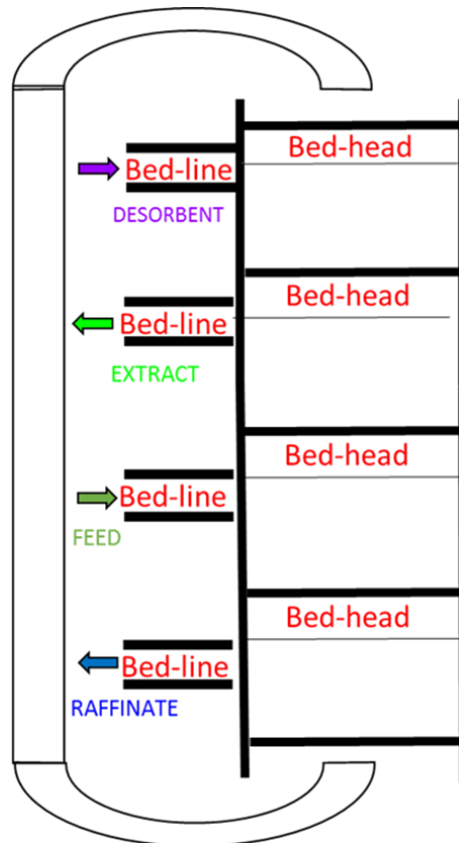 Bed-head
Bed-line
DESORBENT
Bed-head
Bed-line
EXTRACT
Bed-head
Bed-line
FEED
Bed-head
Bed-line
RAFFINATE